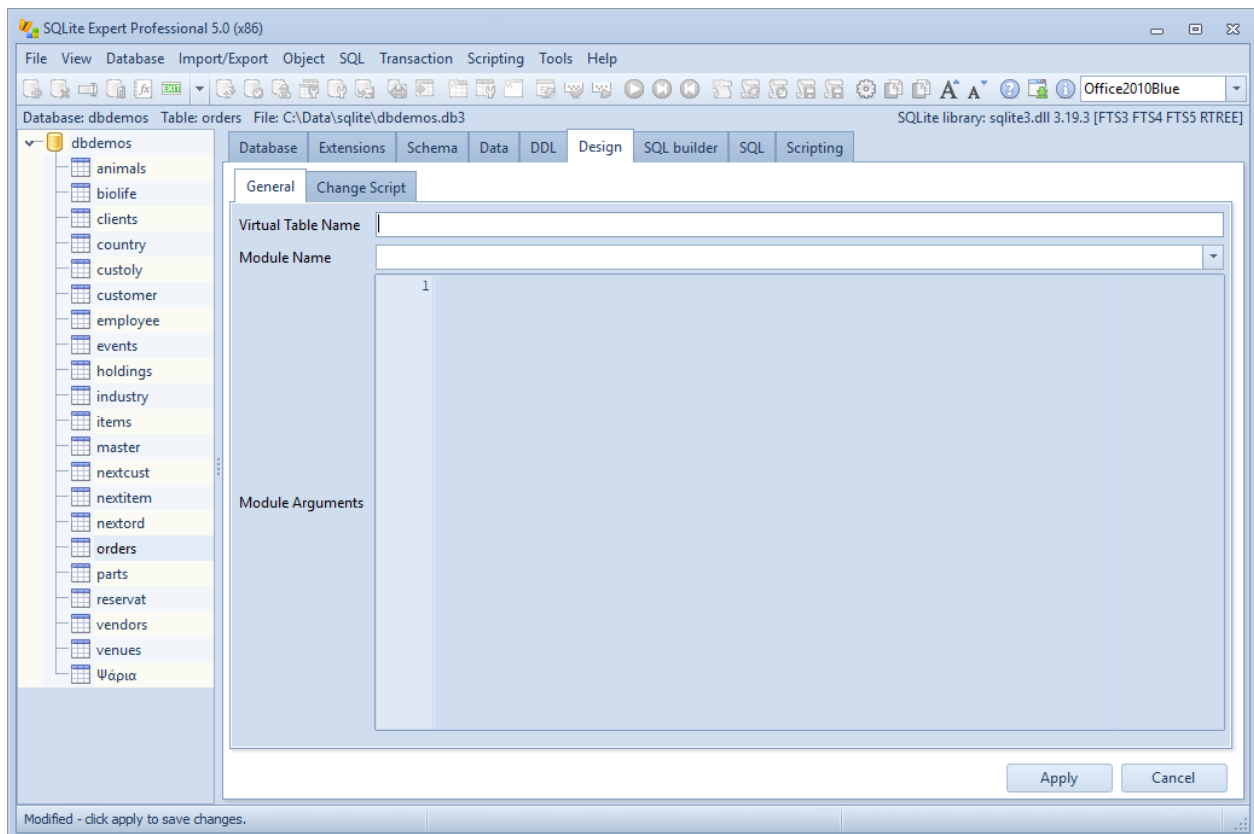 SQLite Expert Professional 5.0 (x86)
File View Database Import/Export Object SQL Transaction Scripting Tools Help
EXIT
Office2010Blue
Database: dbdemos Table: orders File: C:\Data\sqlite\dbdemos.db3
SQLite library: sqlite3.dll 3.19.3 [FTS3 FTS4 FTS5 RTREE]
dbdemos
animals
biolife
clients
country
custoly
customer
employee
events
holdings
industry
items
master
nextcust
nextitem
nextord
orders
parts
reservat
vendors
venues
Ψάρια
Database Extensions Schema Data DDL Design SQL builder SQL Scripting
General Change Script
Virtual Table Name
Module Name
1
Module Arguments
Apply Cancel
Modified - click apply to save changes.